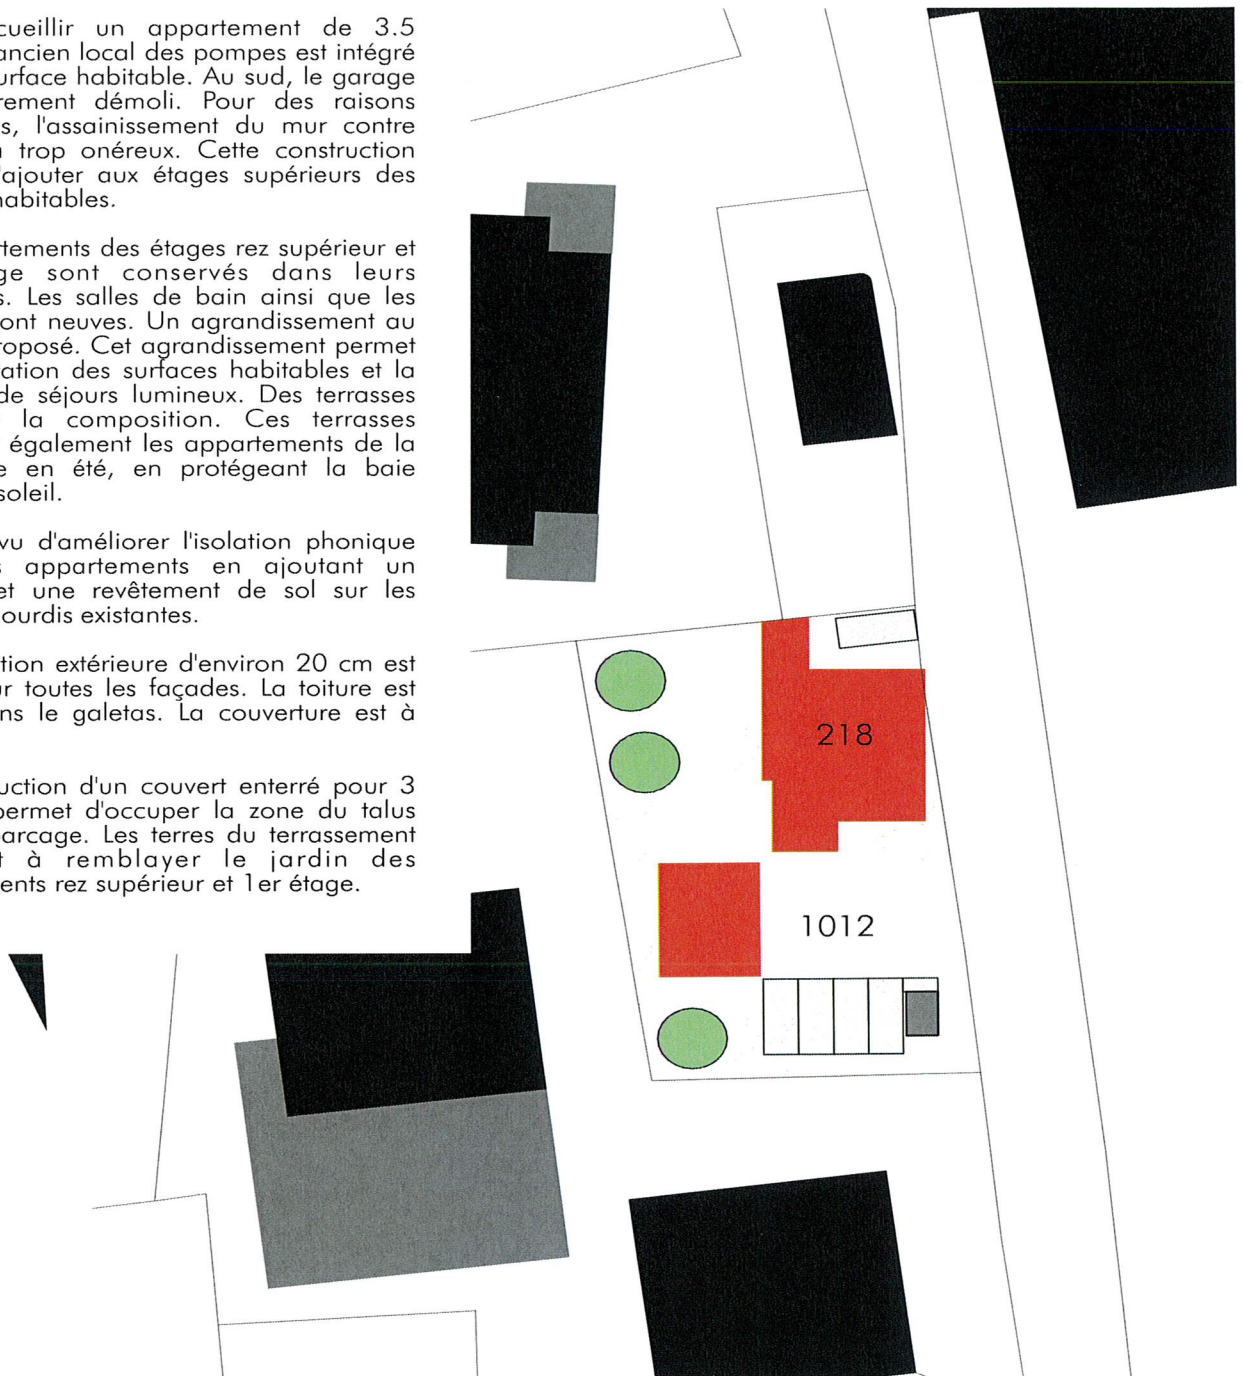 cueillir un appartement de 3.5
ancien local des pompes est intégré
urface habitable. Au sud, le garage
rement démoli. Pour des raisons
s, l'assainissement du mur contre
trop onéreux. Cette construction
'ajouter aux étages supérieurs des
habitables.
rtements des étages rez supérieur et
ge sont conservés dans leurs
s. Les salles de bain ainsi que les
ont neuves. Un agrandissement au
roposé. Cet agrandissement permet
ation des surfaces habitables et la
de séjours lumineux. Des terrasses
la composition. Ces terrasses
également les appartements de la
e en été, en protégeant la baie
soleil.
vu d'améliorer l'isolation phonique
s appartements en ajoutant un
et une revêtement de sol sur les
ourdis existantes.
tion extérieure d'environ 20 cm est
ur toutes les façades. La toiture est
ns le galetas. La couverture est à
uction d'un couvert enterré pour 3
permet d'occuper la zone du talus
parcage. Les terres du terrassement
t à remblayer le jardin des
ents rez supérieur et 1er étage.
218
1012